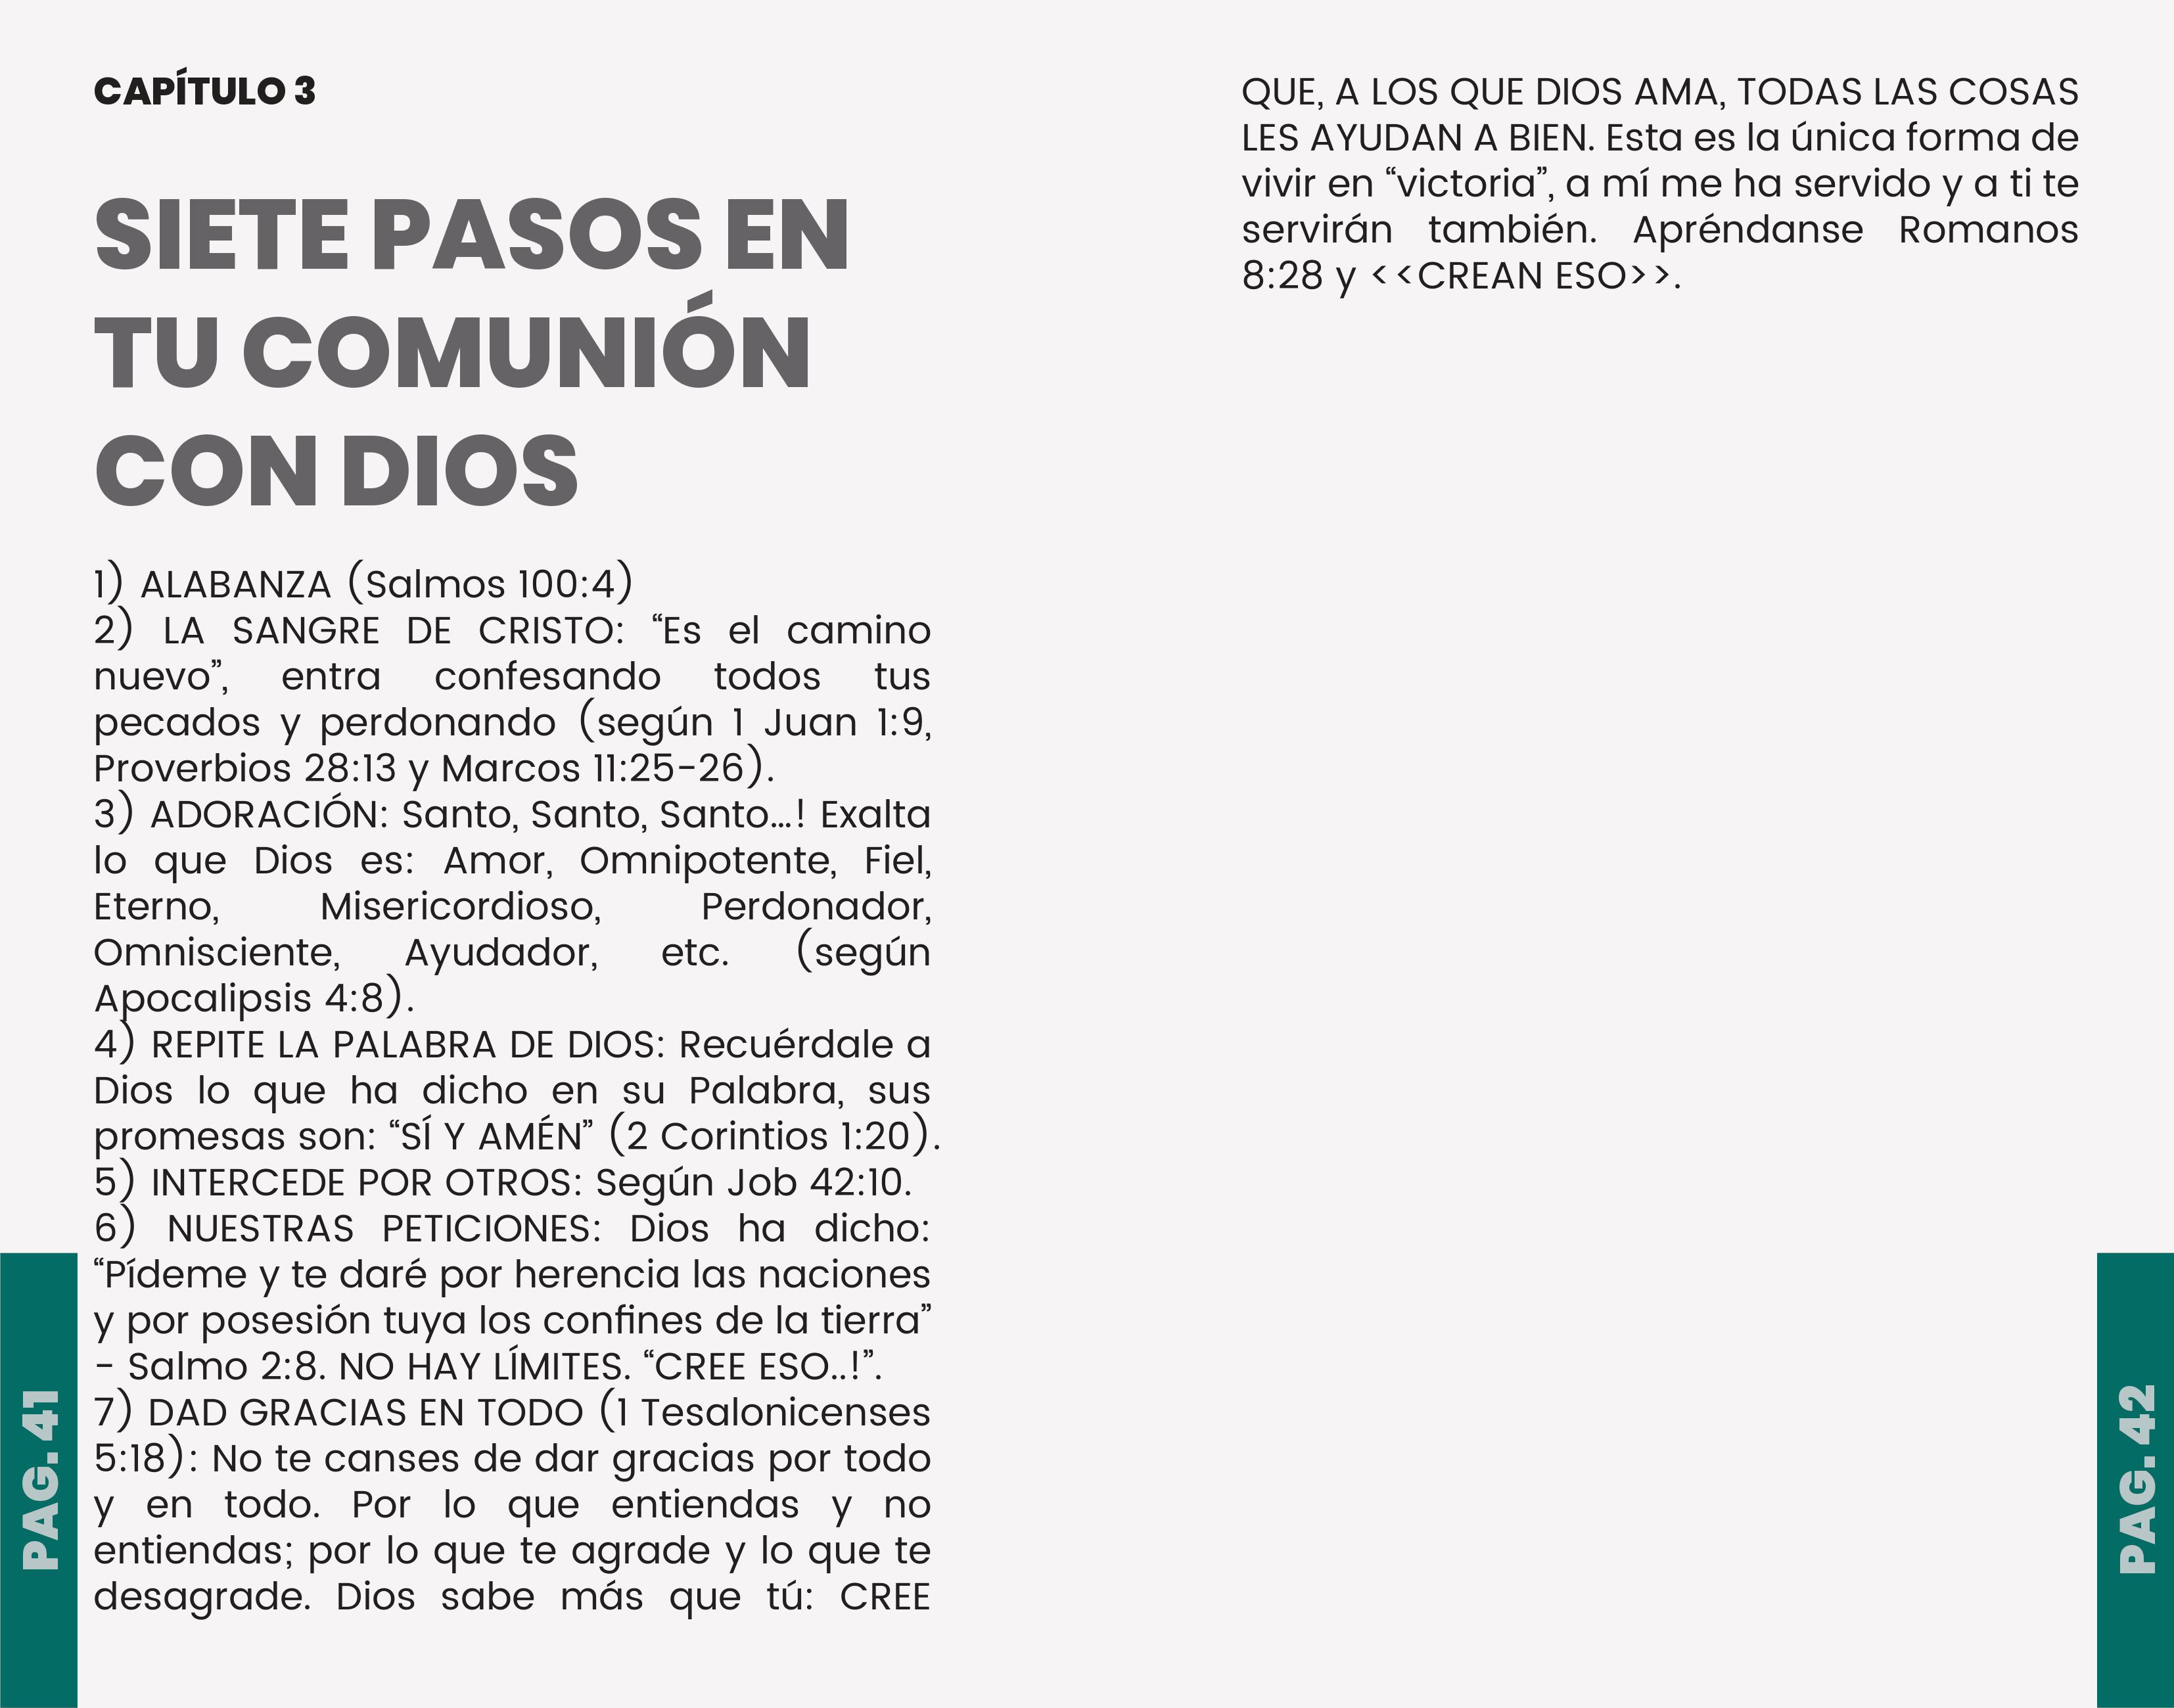 CAPÍTULO 3
SIETE PASOS EN
TU COMUNIÓN
CON DIOS
1) ALABANZA (Salmos 100:4)
2) LA SANGRE DE CRISTO: “Es el camino
nuevo”, entra confesando todos tus
pecados y perdonando (según 1 Juan 1:9,
Proverbios 28:13 y Marcos 11:25-26).
3) ADORACIÓN: Santo, Santo, Santo...! Exalta
lo que Dios es: Amor, Omnipotente, Fiel,
Eterno, Misericordioso, Perdonador,
Omnisciente, Ayudador, etc. (según
Apocalipsis 4:8).
4) REPITE LA PALABRA DE DIOS: Recuérdale a
Dios lo que ha dicho en su Palabra, sus
promesas son: “SÍ Y AMÉN” (2 Corintios 1:20).
5) INTERCEDE POR OTROS: Según Job 42:10.
6) NUESTRAS PETICIONES: Dios ha dicho:
“Pídeme y te daré por herencia las naciones
y por posesión tuya los confines de la tierra”
- Salmo 2:8. NO HAY LÍMITES. “CREE ESO..!”.
7) DAD GRACIAS EN TODO (1 Tesalonicenses
5:18): No te canses de dar gracias por todo
y en todo. Por lo que entiendas y no
entiendas; por lo que te agrade y lo que te
desagrade. Dios sabe más que tú: CREE
PAG. 41
QUE, A LOS QUE DIOS AMA, TODAS LAS COSAS
LES AYUDAN A BIEN. Esta es la única forma de
vivir en “victoria”, a mí me ha servido y a ti te
servirán también. Apréndanse Romanos
8:28 y <<CREAN ESO>>.
PAG. 42